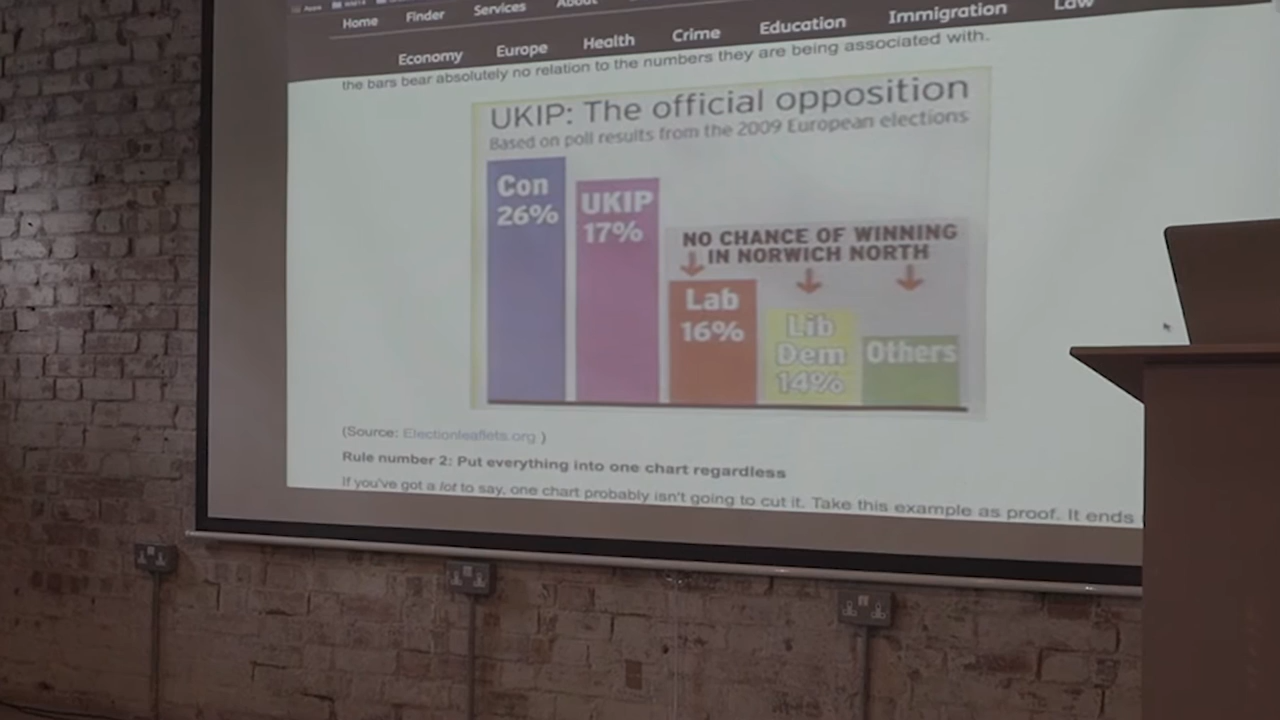 Home Finder Services About
Economy Europe Health Crime Education Immigration Law
the bars bear absolutely no relation to the numbers they are being associated with.
UKIP: The official opposition
Based on poll results from the 2009 European elections
Con
26%
UKIP
17%
NO CHANCE OF WINNING
IN NORWICH NORTH
Lab
16%
Lib
Dem
14%
Others
(Source: Electionleaflets.org )
Rule number 2: Put everything into one chart regardless
If you've got a lot to say, one chart probably isn't going to cut it. Take this example as proof. It ends